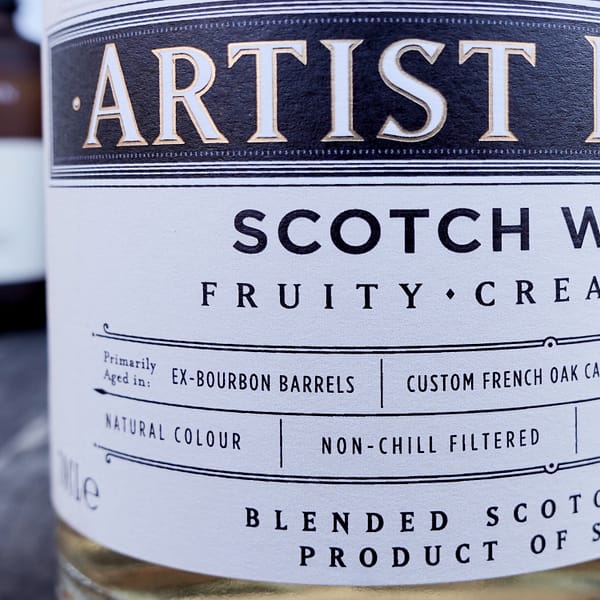 ·ARTIST
SCOTCH W
FRUITY · CREA
Primarily
Aged in: EX-BOURBON BARRELS CUSTOM FRENCH OAK CA
NATURAL COLOUR NON-CHILL FILTERED
BLENDED SCOTC
PRODUCT OF S